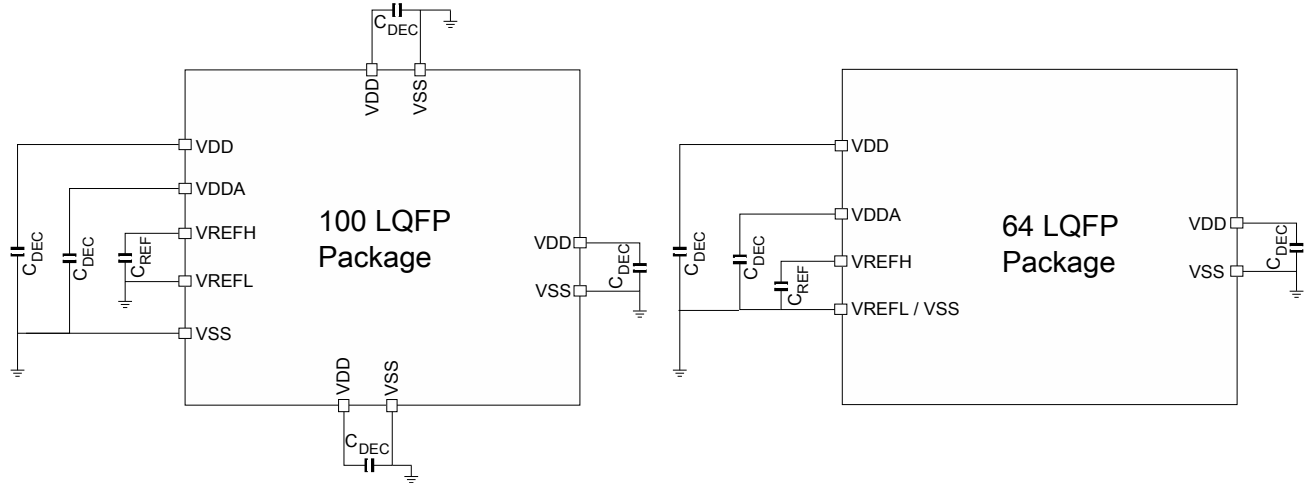 CDEC
VDD
VSS
VDD
VDDA
VREFH
VREFL
VSS
CDEC
CDEC
CREF
100 LQFP
Package
VDD
VSS
CDEC
VDD
VSS
CDEC
VDD
VDDA
VREFH
VREFL / VSS
CDEC
CDEC
CREF
64 LQFP
Package
VDD
VSS
CDEC